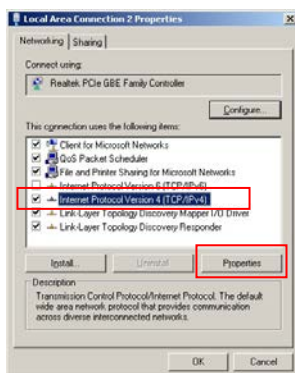 Local Area Connection 2 Properties
Networking Sharing
Connect using:
Realtek PCIe GBE Family Controller
Configure...
This connection uses the following items:
Client for Microsoft Networks
QoS Packet Scheduler
File and Printer Sharing for Microsoft Networks
Internet Protocol Version 6 (TCP/IPv6)
Internet Protocol Version 4 (TCP/IPv4)
Link-Layer Topology Discovery Mapper I/O Driver
Link-Layer Topology Discovery Responder
Install...
Uninstall
Properties
Description
Transmission Control Protocol/Internet Protocol. The default
wide area network protocol that provides communication
across diverse interconnected networks.
OK
Cancel